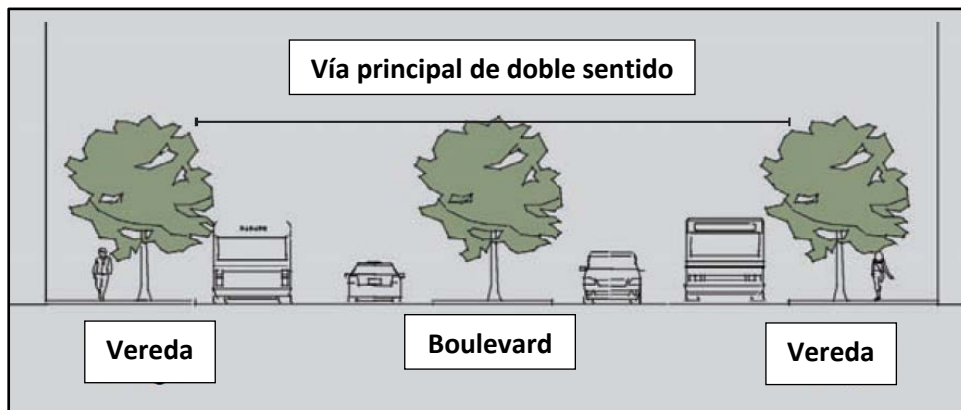 Vía principal de doble sentido
Vereda
Boulevard
Vereda